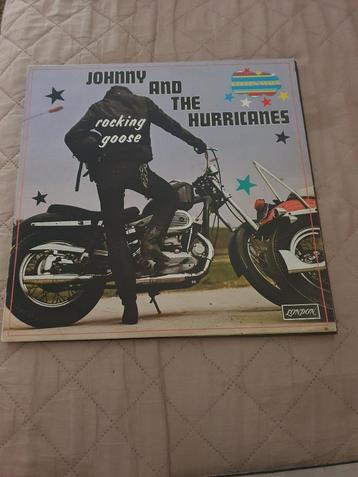 JOHNNY
AND
THE
HURRICANES
rocking
goose
LONDON